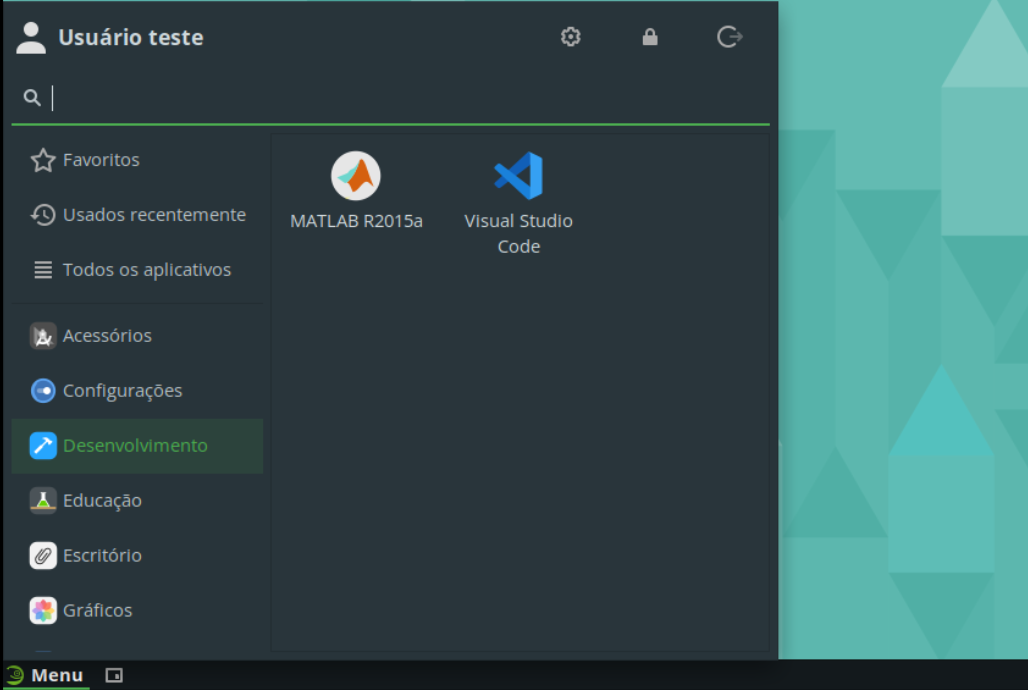 Usuário teste
Favoritos
Usados recentemente
Todos os aplicativos
Acessórios
Configurações
Desenvolvimento
Educação
Escritório
Gráficos
MATLAB R2015a
Visual Studio
Code
Menu